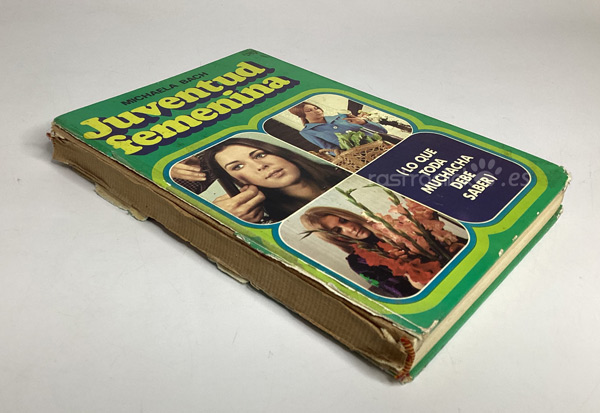 MICHAELA BACH
Juventud
femenina
(LO QUE
TODA
MUCHACHA
DEBE
SABER)